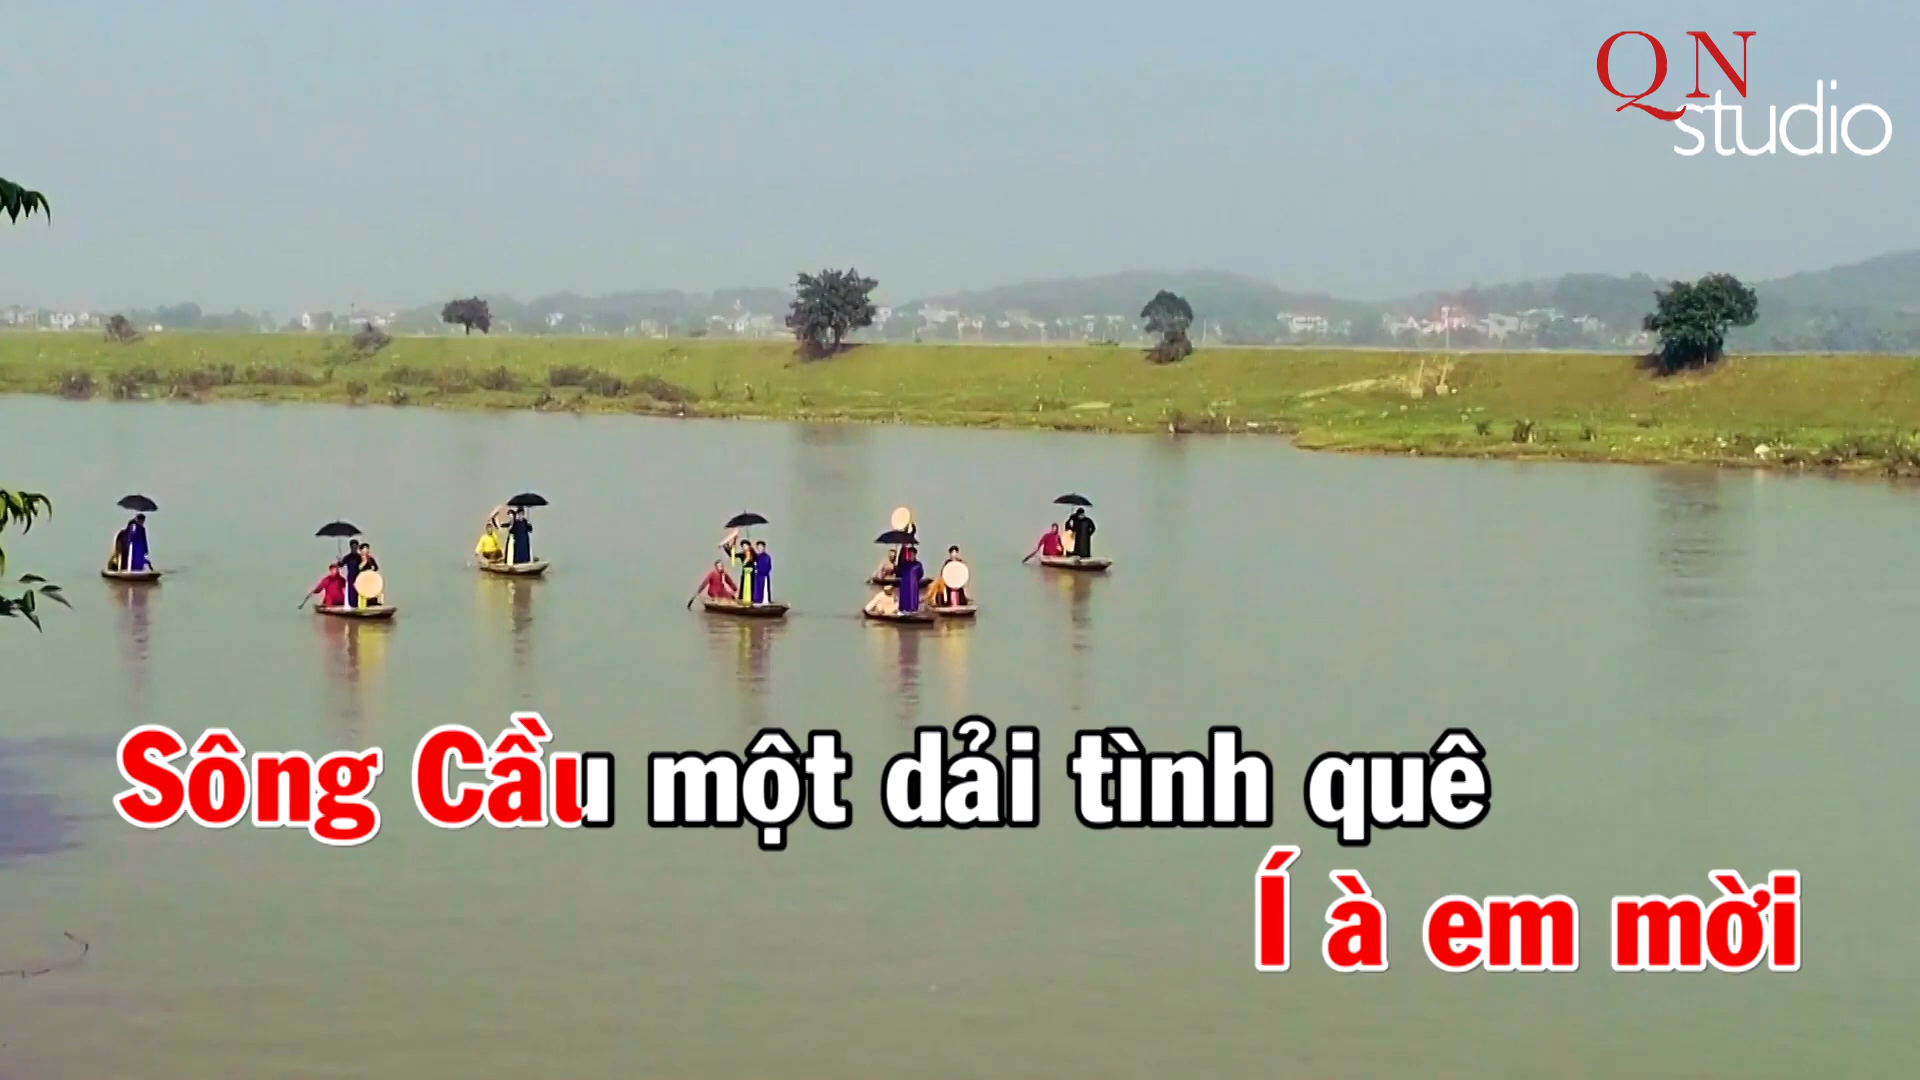 QN
studio
Sông Cầu một dải tình quê
Í à em mời